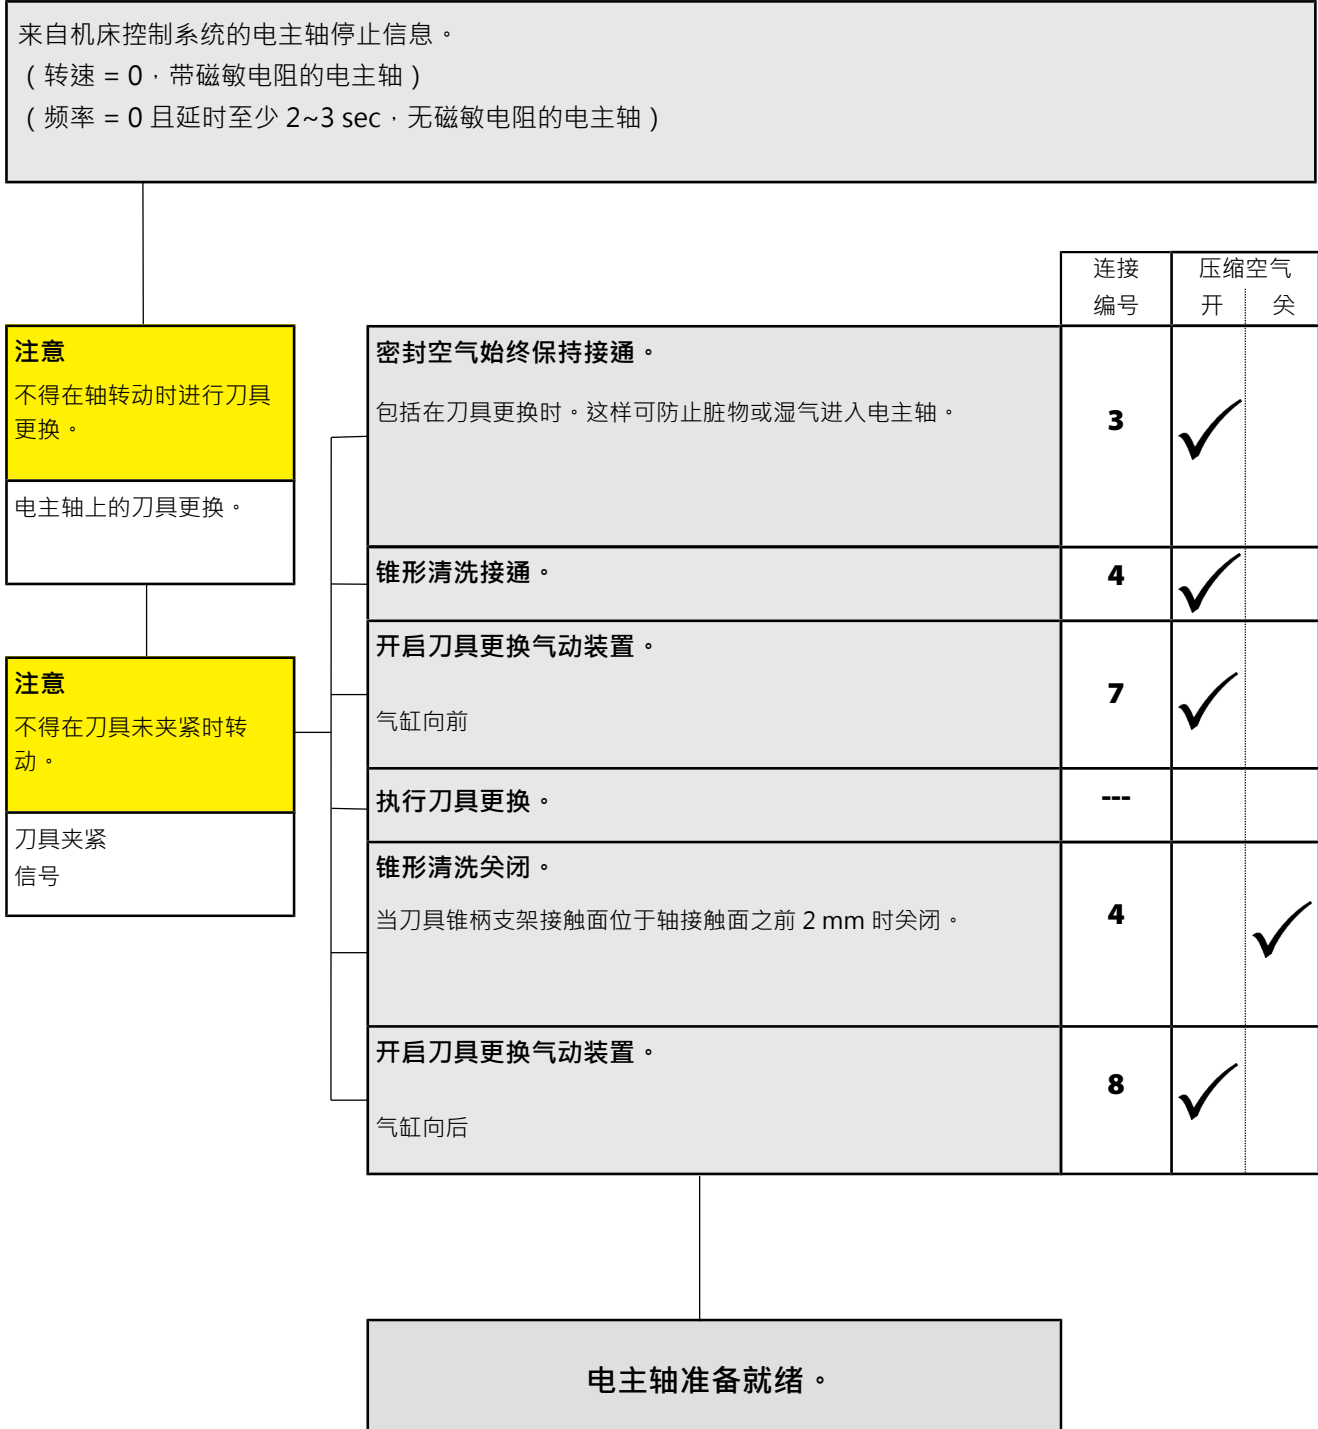 来自机床控制系统的电主轴停止信息。
(转速 = 0，带磁敏电阻的电主轴)
(频率 = 0 且延时至少 2~3 sec，无磁敏电阻的电主轴)
连接
编号
压缩空气
开 关
注意
不得在轴转动时进行刀具
更换。
电主轴上的刀具更换。
注意
不得在刀具未夹紧时转
动。
刀具夹紧
信号
密封空气始终保持接通。
包括在刀具更换时。这样可防止脏物或湿气进入电主轴。
3
锥形清洗接通。
4
开启刀具更换气动装置。
气缸向前
7
执行刀具更换。
---
锥形清洗关闭。
当刀具锥柄支架接触面位于轴接触面之前 2 mm 时关闭。
4
开启刀具更换气动装置。
气缸向后
8
电主轴准备就绪。